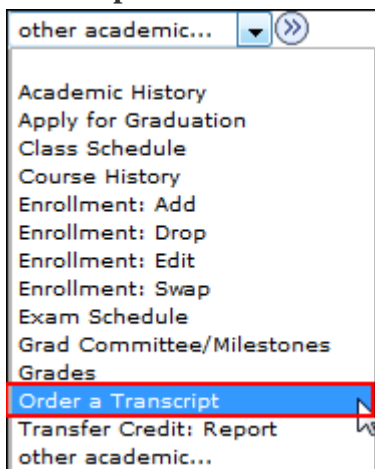 other academic...
Academic History
Apply for Graduation
Class Schedule
Course History
Enrollment: Add
Enrollment: Drop
Enrollment: Edit
Enrollment: Swap
Exam Schedule
Grad Committee/Milestones
Grades
Order a Transcript
Transfer Credit: Report
other academic...